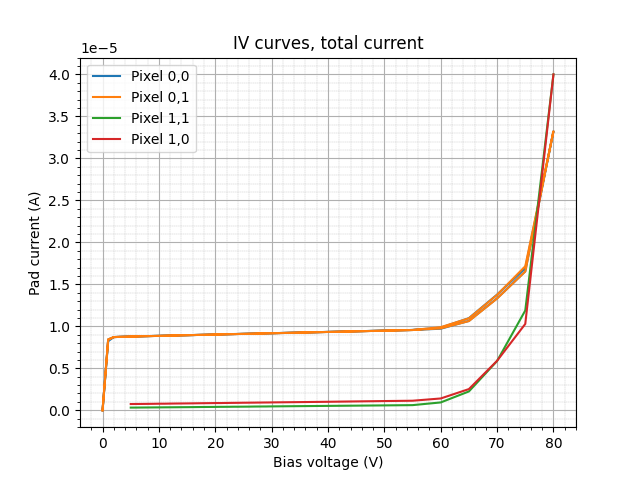 IV curves, total current
1e−5
Pixel 0,0
Pixel 0,1
Pixel 1,1
Pixel 1,0
4.0
3.5
3.0
2.5
2.0
1.5
1.0
0.5
0.0
Pad current (A)
0 10 20 30 40 50 60 70 80
Bias voltage (V)